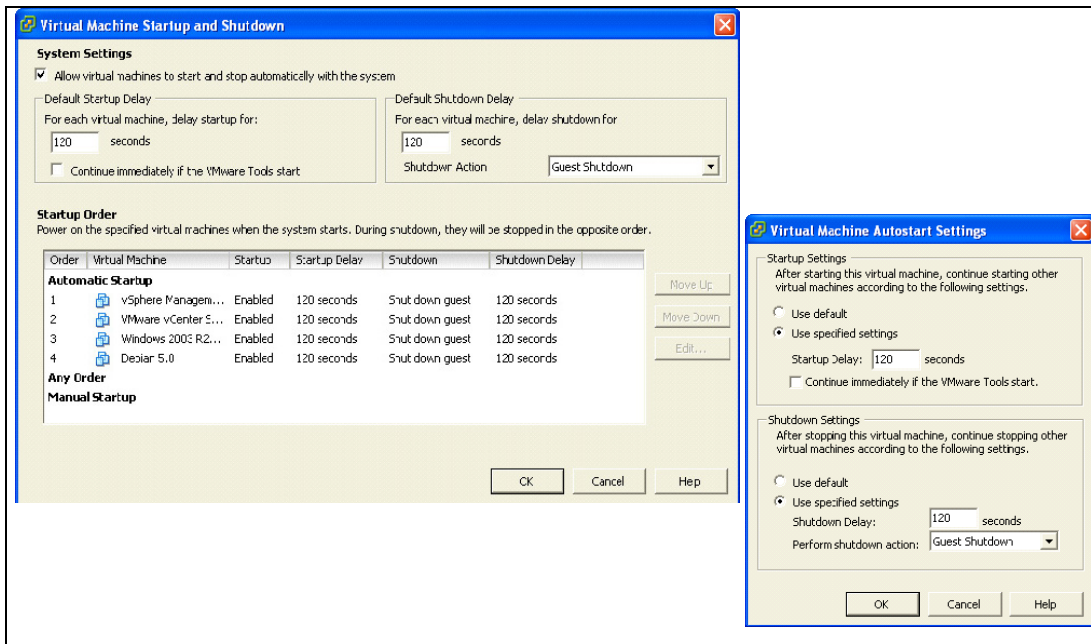 Virtual Machine Startup and Shutdown
System Settings
Allow virtual machines to start and stop automatically with the system
Default Startup Delay
For each virtual machine, delay startup for:
120 seconds
Continue immediately if the VMware Tools start
Default Shutdown Delay
For each virtual machine, delay shutdown for
120 seconds
Shutdown Action Guest Shutdown
Startup Order
Power on the specified virtual machines when the system starts. During shutdown, they will be stopped in the opposite order.
Order Virtual Machine Startup Startup Delay Shutdown Shutdown Delay
Automatic Startup
1 vSphere Managem... Enabled 120 seconds Shut down guest 120 seconds
2 VMware vCenter S... Enabled 120 seconds Shut down guest 120 seconds
3 Windows 2003 R2... Enabled 120 seconds Shut down guest 120 seconds
4 Debian 5.0 Enabled 120 seconds Shut down guest 120 seconds
Any Order
Manual Startup
Move Up
Move Down
Edit...
OK Cancel Help
Virtual Machine Autostart Settings
Startup Settings
After starting this virtual machine, continue starting other
virtual machines according to the following settings.
Use default
Use specified settings
Startup Delay: 120 seconds
Continue immediately if the VMware Tools start.
Shutdown Settings
After stopping this virtual machine, continue stopping other
virtual machines according to the following settings.
Use default
Use specified settings
Shutdown Delay: 120 seconds
Perform shutdown action: Guest Shutdown
OK Cancel Help